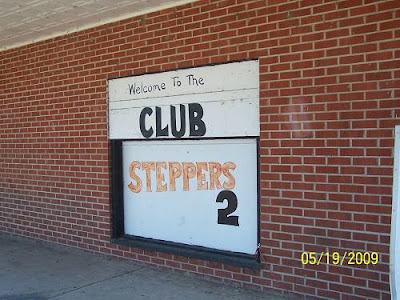 Welcome To The
CLUB
STEPPERS
2
05/19/2009